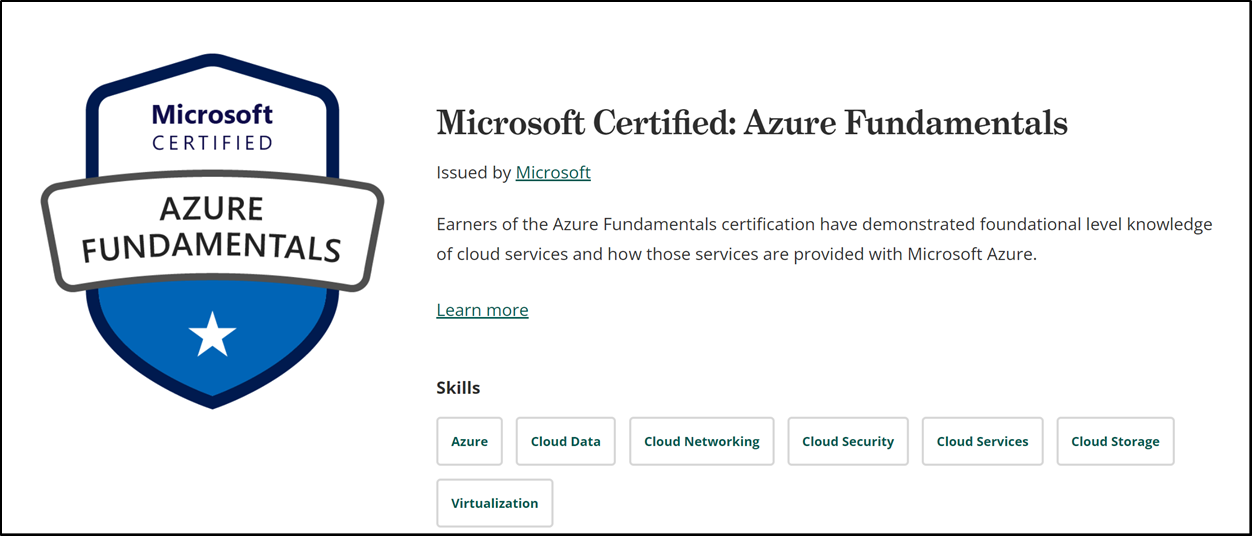 Microsoft
CERTIFIED
AZURE
FUNDAMENTALS
Microsoft Certified: Azure Fundamentals
Issued by Microsoft
Earners of the Azure Fundamentals certification have demonstrated foundational level knowledge
of cloud services and how those services are provided with Microsoft Azure.
Learn more
Skills
Azure Cloud Data Cloud Networking Cloud Security Cloud Services Cloud Storage
Virtualization